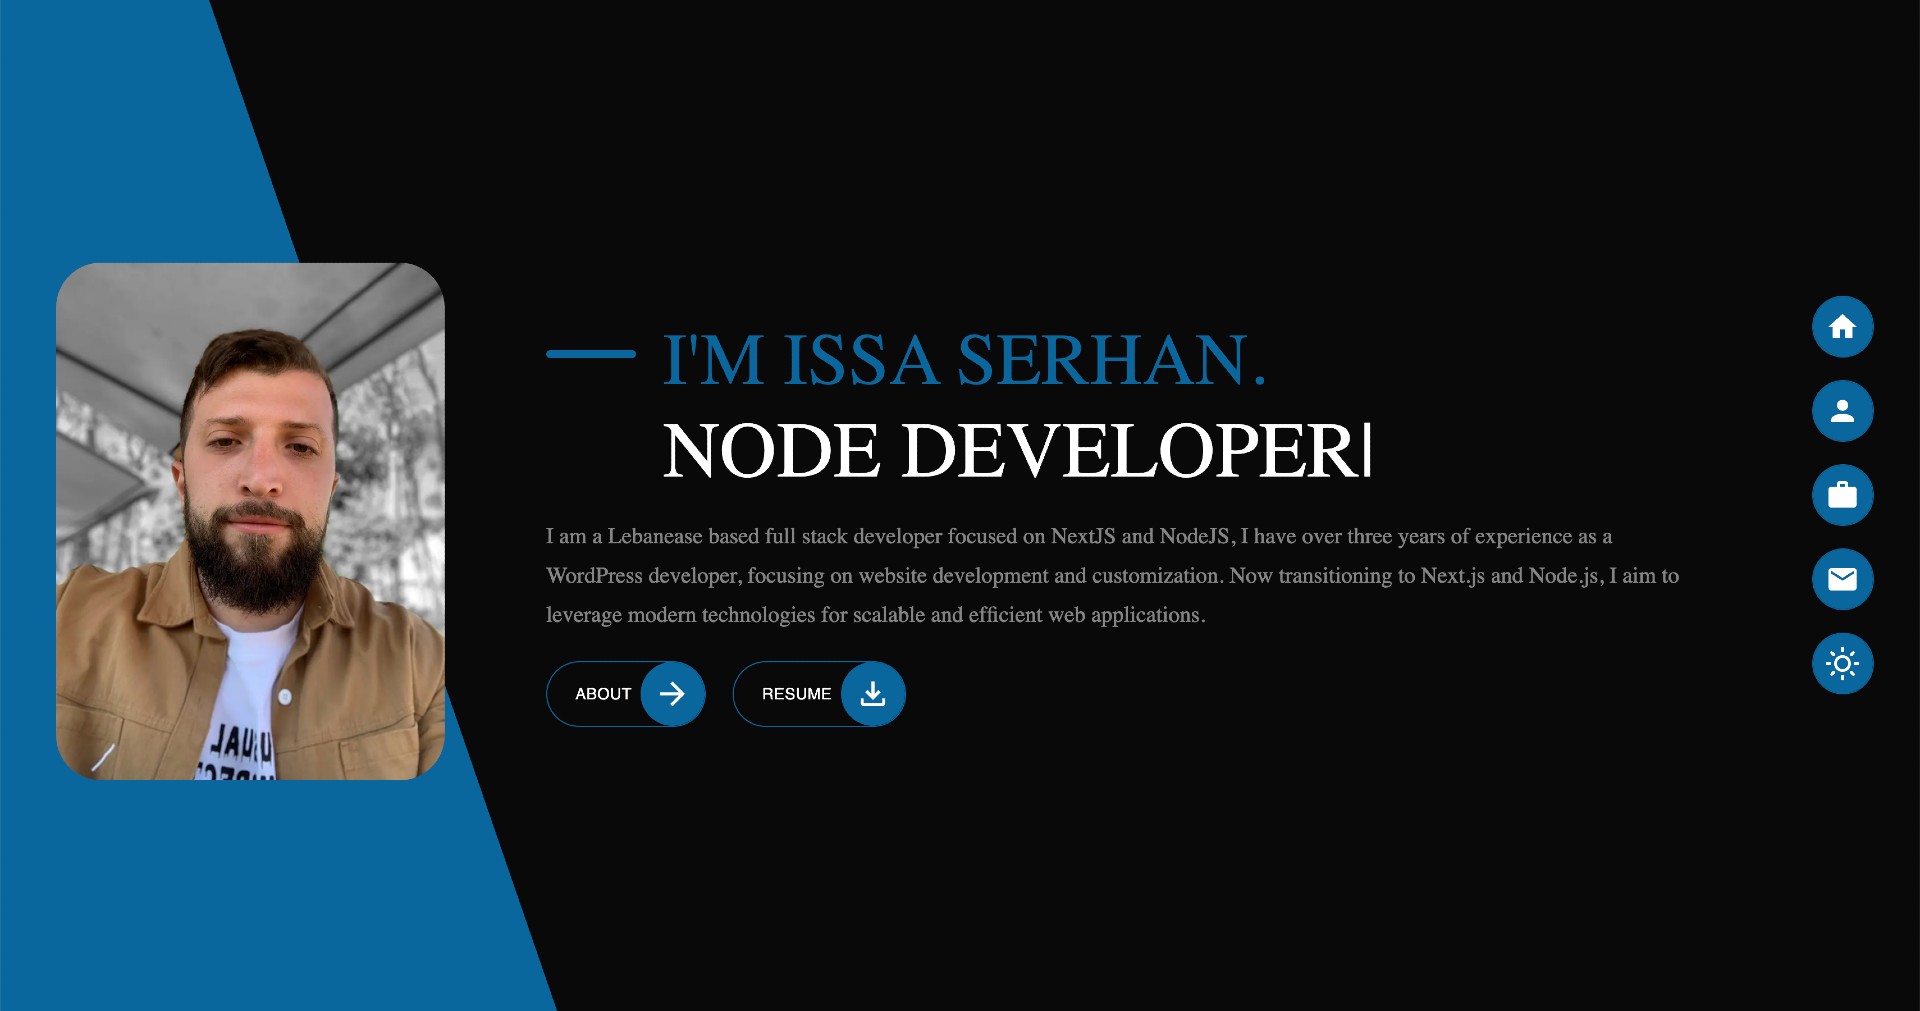 I'M ISSA SERHAN.
NODE DEVELOPER|
I am a Lebanease based full stack developer focused on NextJS and NodeJS, I have over three years of experience as a
WordPress developer, focusing on website development and customization. Now transitioning to Next.js and Node.js, I aim to
leverage modern technologies for scalable and efficient web applications.
ABOUT
RESUME